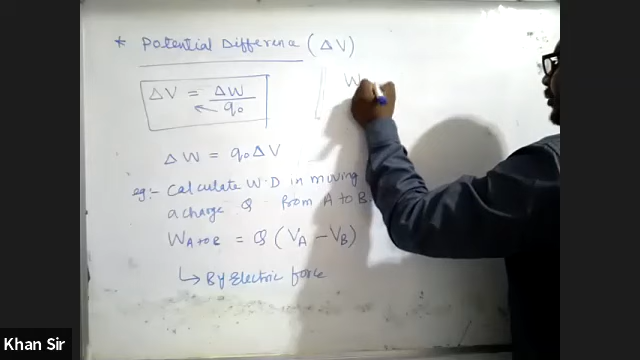 * Potential Difference (ΔV)
ΔV = ΔW / q₀
W
ΔW = q₀ΔV
eg:- Calculate W.D in moving
a charge Q from A to B.
W A to B = Q (V_A - V_B)
↳ By Electric force
Khan Sir